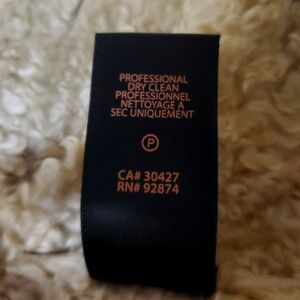 PROFESSIONAL
DRY CLEAN
PROFESSIONNEL
NETTOYAGE A
SEC UNIQUEMENT
P
CA# 30427
RN# 92874